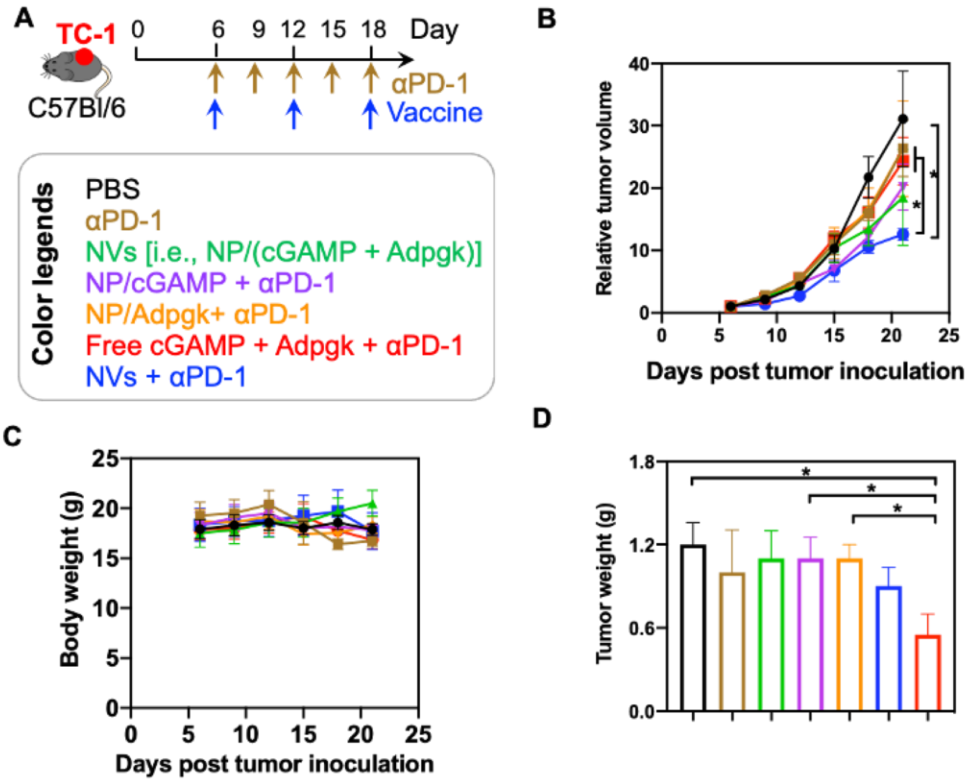 A
TC-1
C57Bl/6
0 6 9 12 15 18 Day
αPD-1
Vaccine
Color legends
PBS
αPD-1
NVs [i.e., NP/(cGAMP + Adpgk)]
NP/cGAMP + αPD-1
NP/Adpgk+ αPD-1
Free cGAMP + Adpgk + αPD-1
NVs + αPD-1
B
Relative tumor volume
40
30
20
10
0
0 5 10 15 20 25
Days post tumor inoculation
*
*
C
Body weight (g)
25
20
15
10
5
0
0 5 10 15 20 25
Days post tumor inoculation
D
Tumor weight (g)
1.8
1.2
0.6
0.0
*
*
*